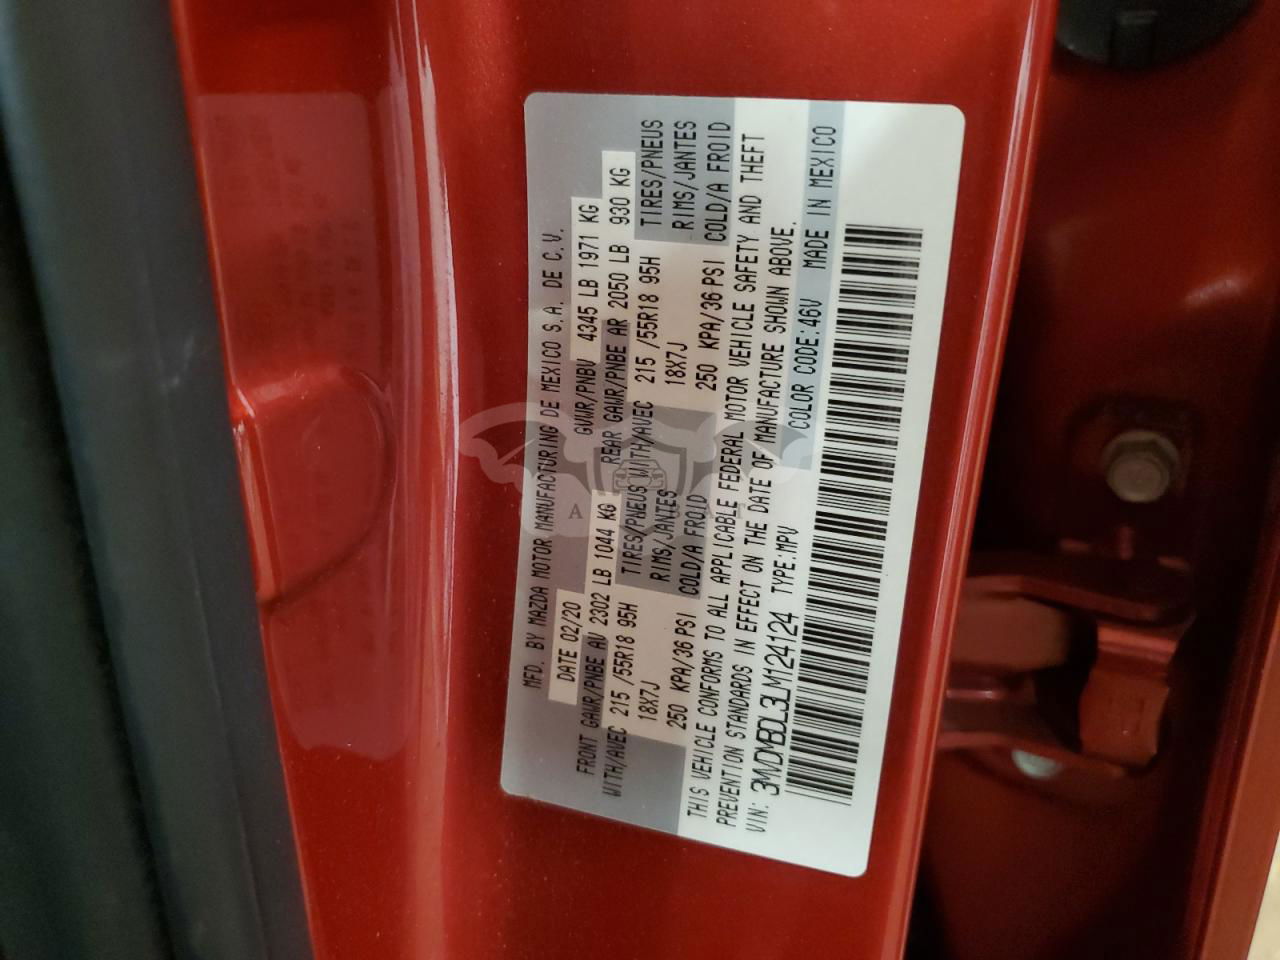 MFD. BY MAZDA MOTOR MANUFACTURING DE MEXICO S.A. DE C.V.
DATE 02/20 GVWR/PNBV 4345 LB 1971 KG
FRONT GAWR/PNBE AV 2302 LB 1044 KG REAR GAWR/PNBE AR 2050 LB 930 KG
WITH/AVEC 215 /55R18 95H TIRES/PNEUS WITH/AVEC 215 /55R18 95H TIRES/PNEUS
18X7J RIMS/JANTES 18X7J RIMS/JANTES
250 KPA/36 PSI COLD/A FROID 250 KPA/36 PSI COLD/A FROID
THIS VEHICLE CONFORMS TO ALL APPLICABLE FEDERAL MOTOR VEHICLE SAFETY AND THEFT
PREVENTION STANDARDS IN EFFECT ON THE DATE OF MANUFACTURE SHOWN ABOVE.
VIN: 3MVDMBDL3LM124124 TYPE:MPV COLOR CODE:46V MADE IN MEXICO